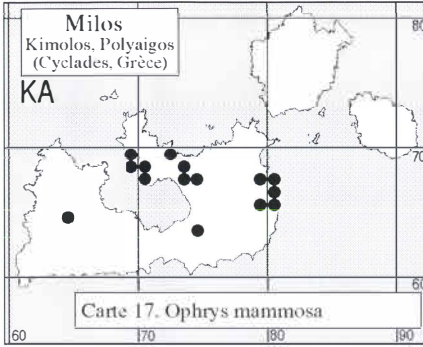 Milos
Kimolos, Polyaigos
(Cyclades, Grèce)
KA
80
70
60
Carte 17. Ophrys mammosa
60
70
80
90